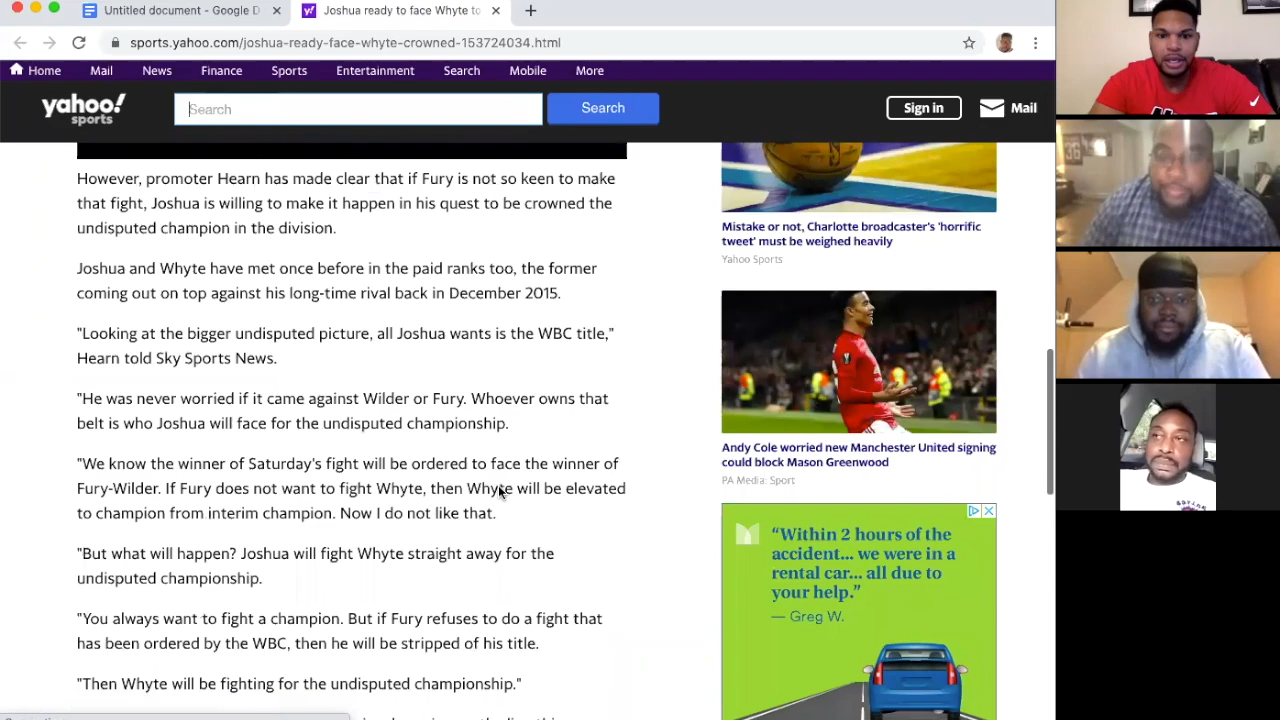 Untitled document - Google D
Joshua ready to face Whyte to
sports.yahoo.com/joshua-ready-face-whyte-crowned-153724034.html
Home Mail News Finance Sports Entertainment Search Mobile More
yahoo!
sports
Search
Search
Sign in
Mail
However, promoter Hearn has made clear that if Fury is not so keen to make
that fight, Joshua is willing to make it happen in his quest to be crowned the
undisputed champion in the division.
Joshua and Whyte have met once before in the paid ranks too, the former
coming out on top against his long-time rival back in December 2015.
"Looking at the bigger undisputed picture, all Joshua wants is the WBC title,"
Hearn told Sky Sports News.
"He was never worried if it came against Wilder or Fury. Whoever owns that
belt is who Joshua will face for the undisputed championship.
"We know the winner of Saturday's fight will be ordered to face the winner of
Fury-Wilder. If Fury does not want to fight Whyte, then Whyte will be elevated
to champion from interim champion. Now I do not like that.
"But what will happen? Joshua will fight Whyte straight away for the
undisputed championship.
"You always want to fight a champion. But if Fury refuses to do a fight that
has been ordered by the WBC, then he will be stripped of his title.
"Then Whyte will be fighting for the undisputed championship."
Mistake or not, Charlotte broadcaster's 'horrific
tweet' must be weighed heavily
Yahoo Sports
Andy Cole worried new Manchester United signing
could block Mason Greenwood
PA Media: Sport
"Within 2 hours of the
accident... we were in a
rental car... all due to
your help."
— Greg W.